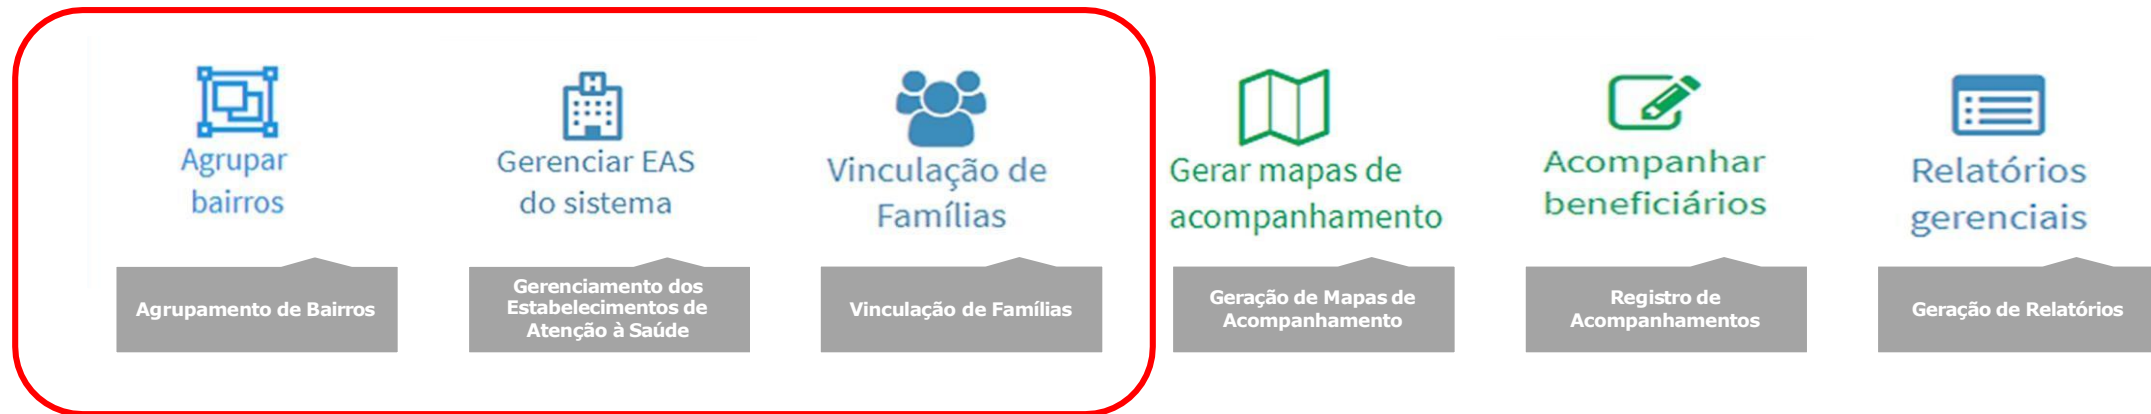 Agrupar
bairros
Gerenciar EAS
do sistema
Vinculação de
Famílias
Gerar mapas de
acompanhamento
Acompanhar
beneficiários
Relatórios
gerenciais
Agrupamento de Bairros
Gerenciamento dos
Estabelecimentos de
Atenção à Saúde
Vinculação de Famílias
Geração de Mapas de
Acompanhamento
Registro de
Acompanhamentos
Geração de Relatórios